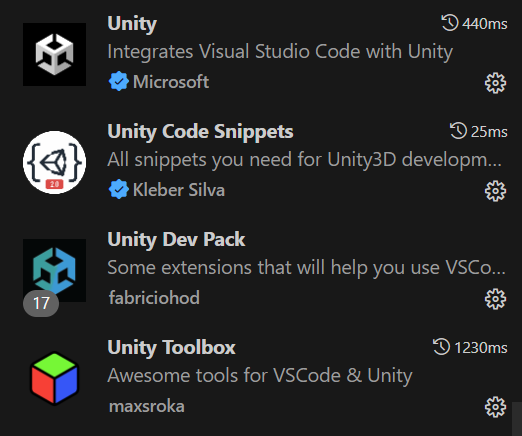 Unity
440ms
Integrates Visual Studio Code with Unity
Microsoft
Unity Code Snippets
25ms
All snippets you need for Unity3D developm...
Kleber Silva
20
Unity Dev Pack
Some extensions that will help you use VSCo...
17
fabriciohod
Unity Toolbox
1230ms
Awesome tools for VSCode & Unity
maxsroka